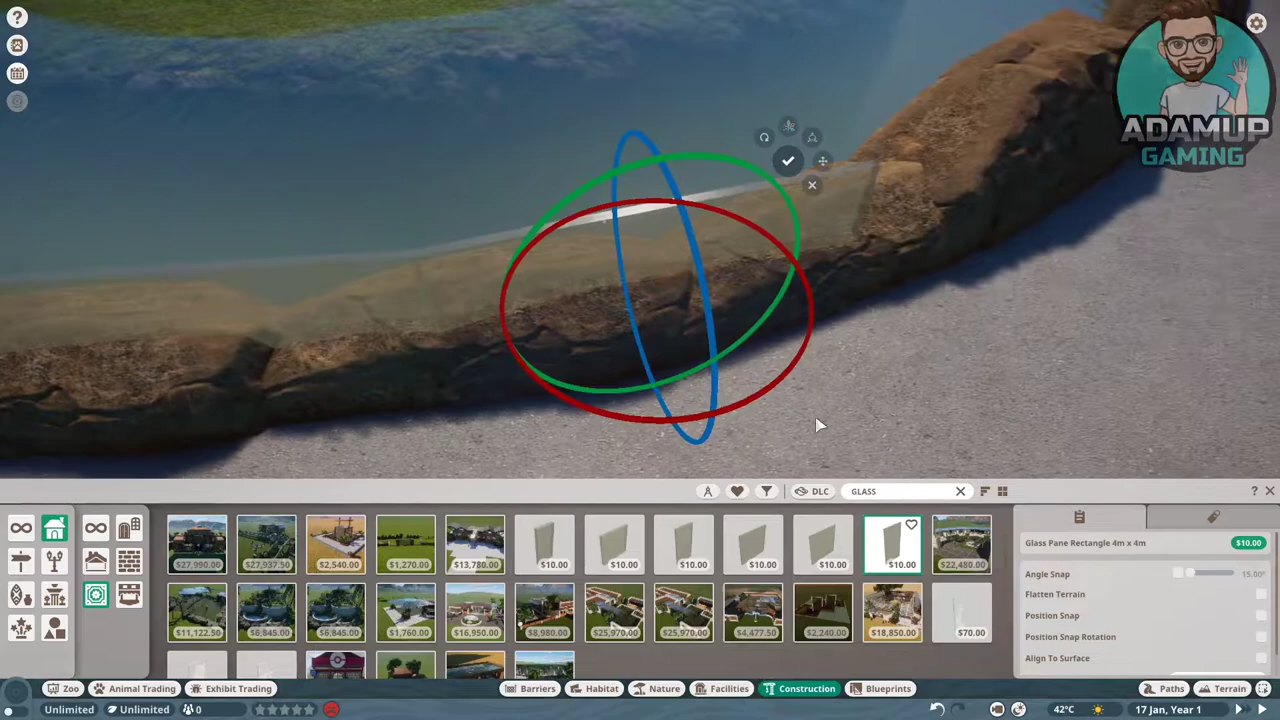 ?
ADAMUP
GAMING
DLC
GLASS
?
$27,990.00
$27,937.50
$2,540.00
$1,270.00
$13,780.00
$10.00
$10.00
$10.00
$10.00
$10.00
$10.00
$22,480.00
$11,122.50
$6,845.00
$6,845.00
$1,760.00
$16,950.00
$8,980.00
$25,970.00
$25,970.00
$4,477.50
$2,240.00
$18,850.00
$70.00
Glass Pane Rectangle 4m x 4m
$10.00
Angle Snap
15.00°
Flatten Terrain
Position Snap
Position Snap Rotation
Align To Surface
Zoo
Animal Trading
Exhibit Trading
Barriers
Habitat
Nature
Facilities
Construction
Blueprints
Paths
Terrain
Unlimited
Unlimited
0
42°C
17 Jan, Year 1